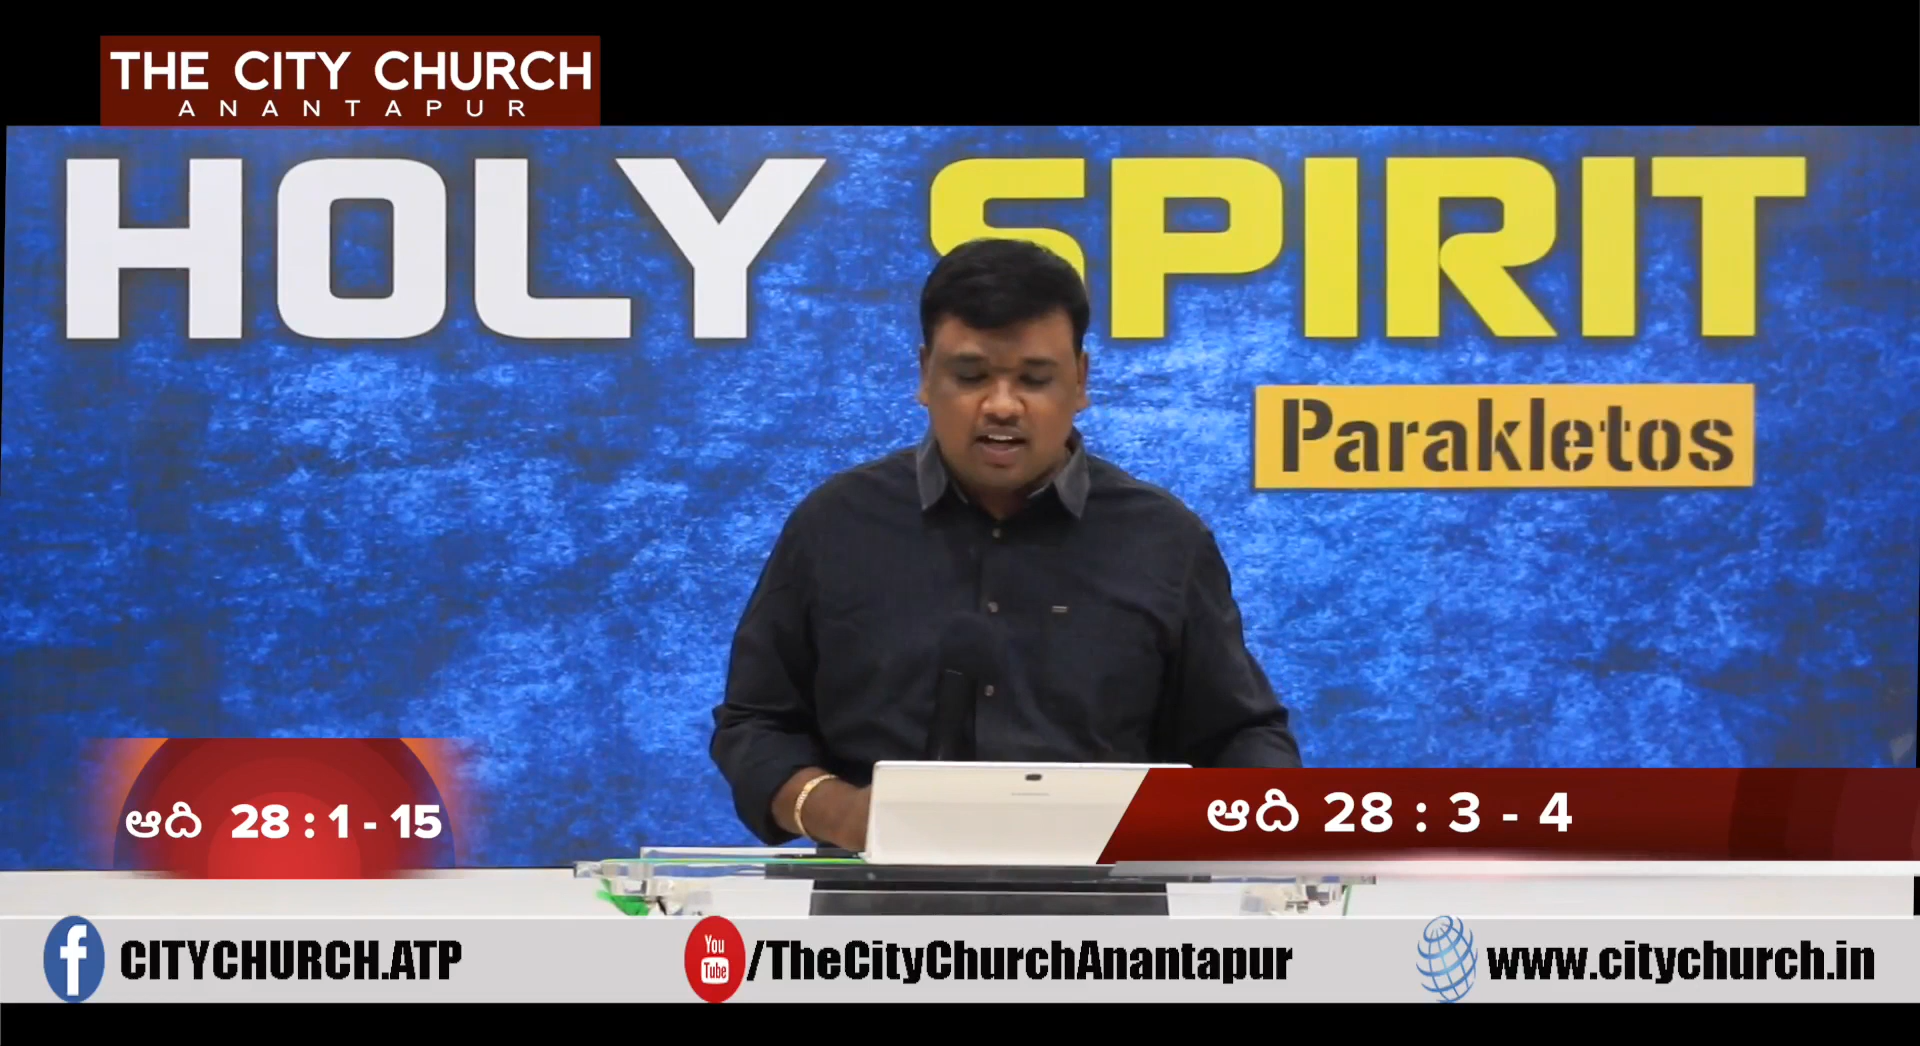 THE CITY CHURCH
ANANTAPUR
HOLY SPIRIT
Parakletos
ఆది 28 : 1 - 15
ఆది 28 : 3 - 4
f CITYCHURCH.ATP
You Tube /TheCityChurchAnantapur
www.citychurch.in